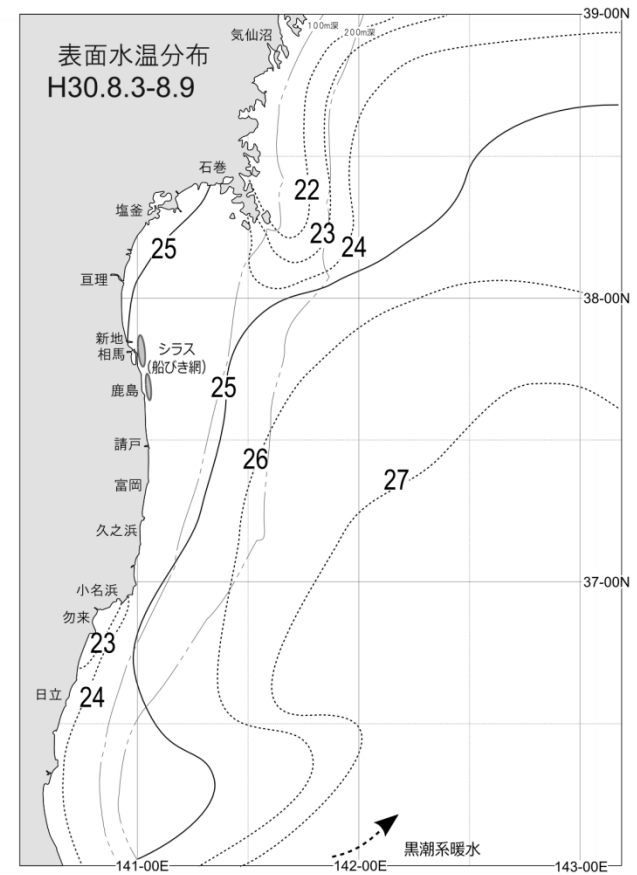 39-00N
気仙沼
100m深
200m深
表面水温分布
H30.8.3-8.9
石巻
22
塩釜
23
24
25
亘理
38-00N
新地
相馬
シラス
(船びき網)
鹿島
25
請戸
26
27
富岡
久之浜
37-00N
小名浜
勿来
23
日立
24
黒潮系暖水
141-00E
142-00E
143-00E